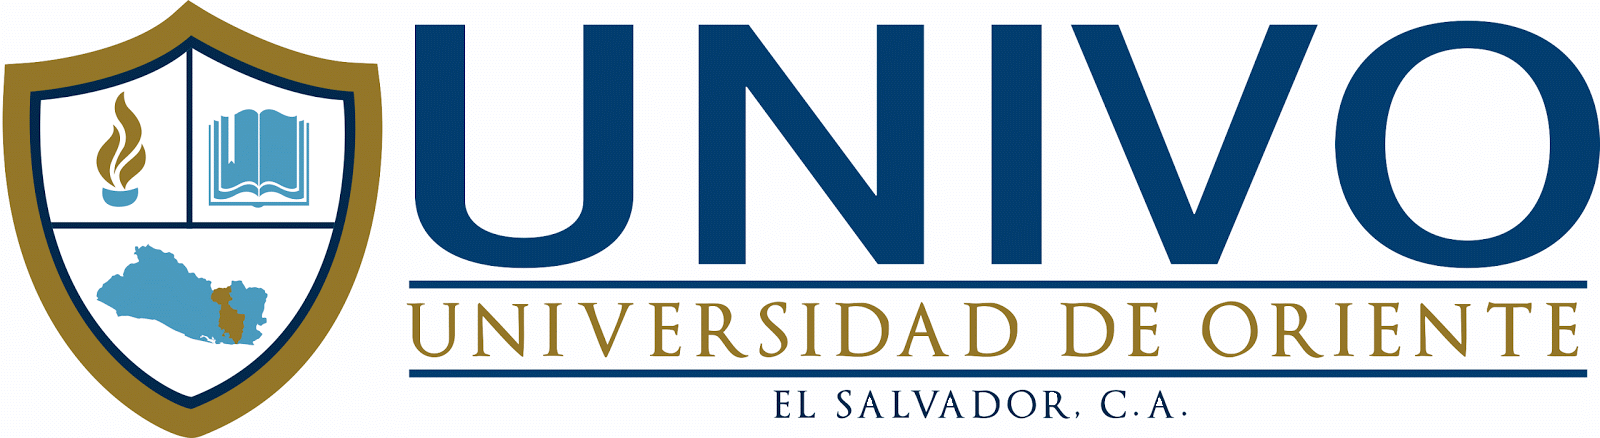 UNIVO
UNIVERSIDAD DE ORIENTE
EL SALVADOR, C.A.